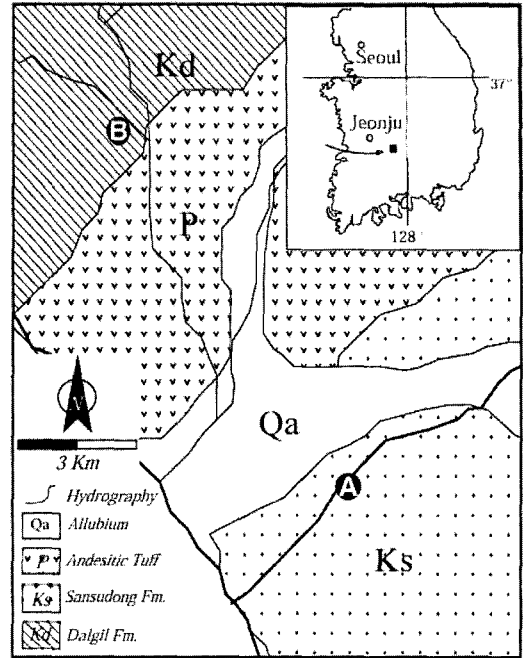 Seoul
37°
Jeonju
128°
Kd
B
P
Qa
A
Ks
3 Km
Hydrography
Qa Allubium
P Andesitic Tuff
Ks Sansudong Fm.
Kd Dalgil Fm.